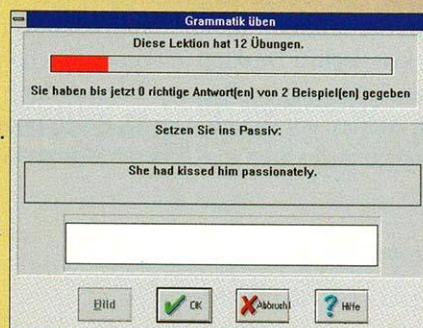 Grammatik üben
Diese Lektion hat 12 Übungen.
Sie haben bis jetzt 0 richtige Antwort(en) von 2 Beispiel(en) gegeben
Setzen Sie ins Passiv:
She had kissed him passionately.
Bild
OK
Abbruch!
Hilfe